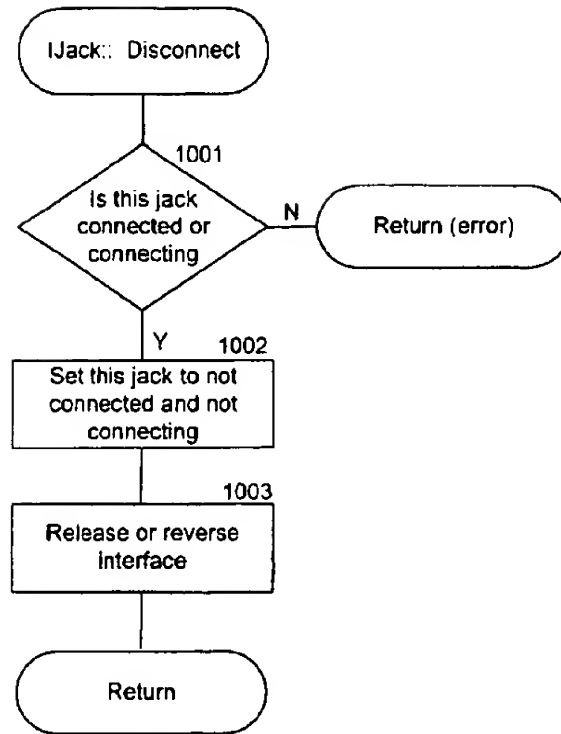 IJack:: Disconnect
1001
Is this jack
connected or
connecting
N
Return (error)
Y
1002
Set this jack to not
connected and not
connecting
1003
Release or reverse
interface
Return